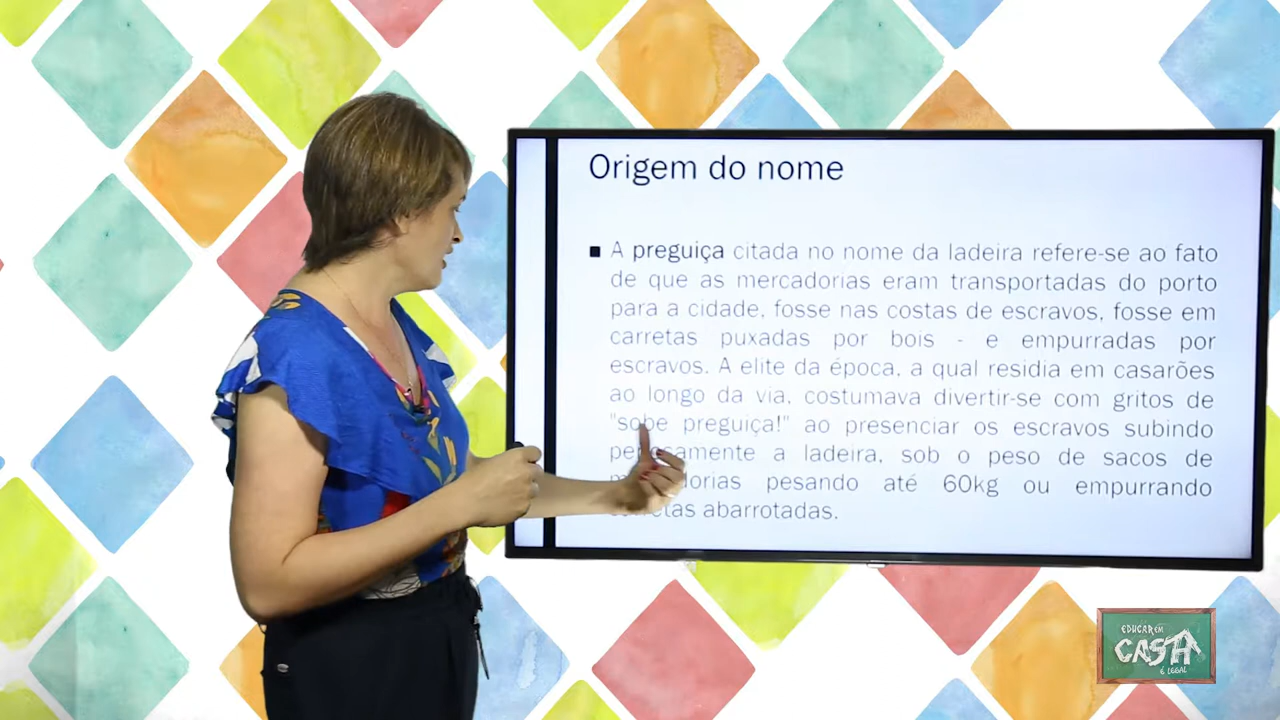 Origem do nome
■ A preguiça citada no nome da ladeira refere-se ao fato
de que as mercadorias eram transportadas do porto
para a cidade, fosse nas costas de escravos, fosse em
carretas puxadas por bois - e empurradas por
escravos. A elite da época, a qual residia em casarões
ao longo da via, costumava divertir-se com gritos de
"sobe preguiça!" ao presenciar os escravos subindo
penosamente a ladeira, sob o peso de sacos de
mercadorias pesando até 60kg ou empurrando
carretas abarrotadas.
EDUCAR EM
CASA
É LEGAL